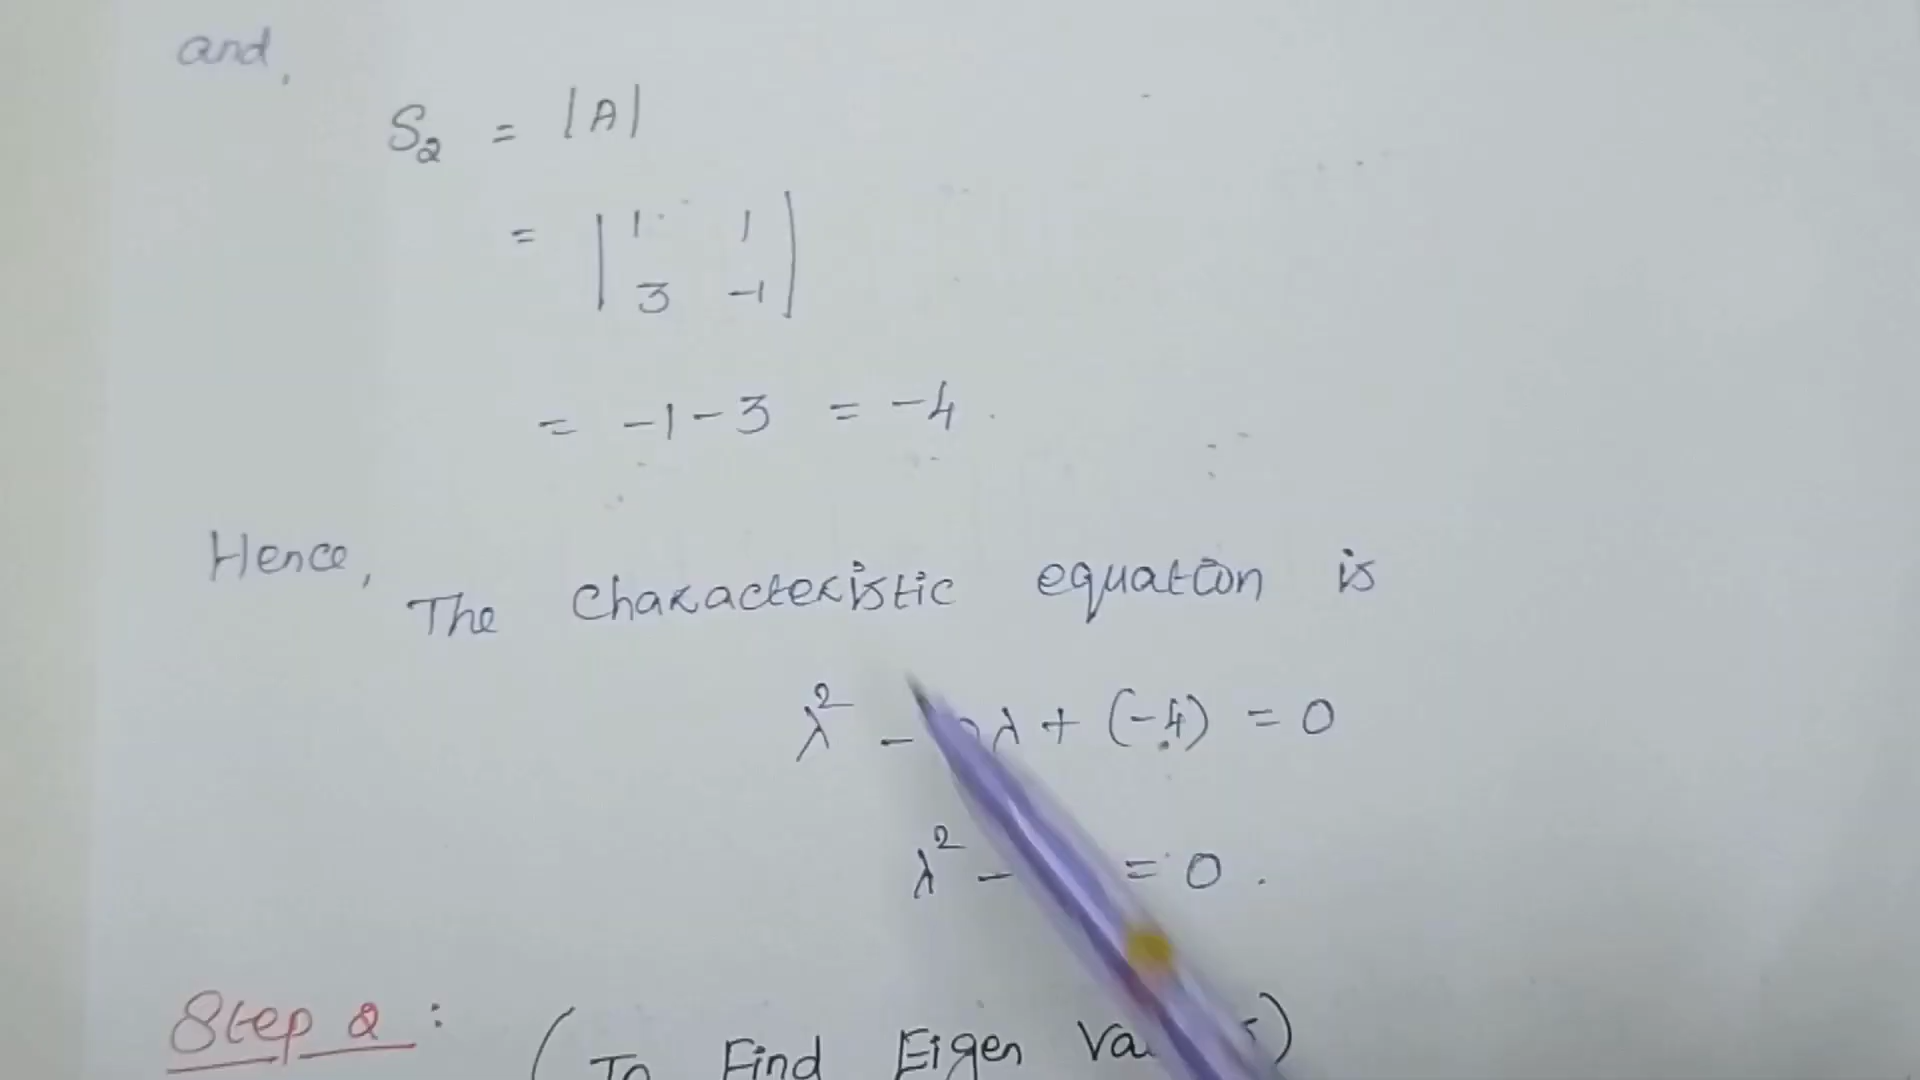 and,
S₂ = |A|
= | 1 1 |
| 3 -1 |
= -1 - 3 = -4.
Hence,
The characteristic equation is
λ² - λ + (-4) = 0
λ² - = 0.
Step 2 : (To Find Eigen )